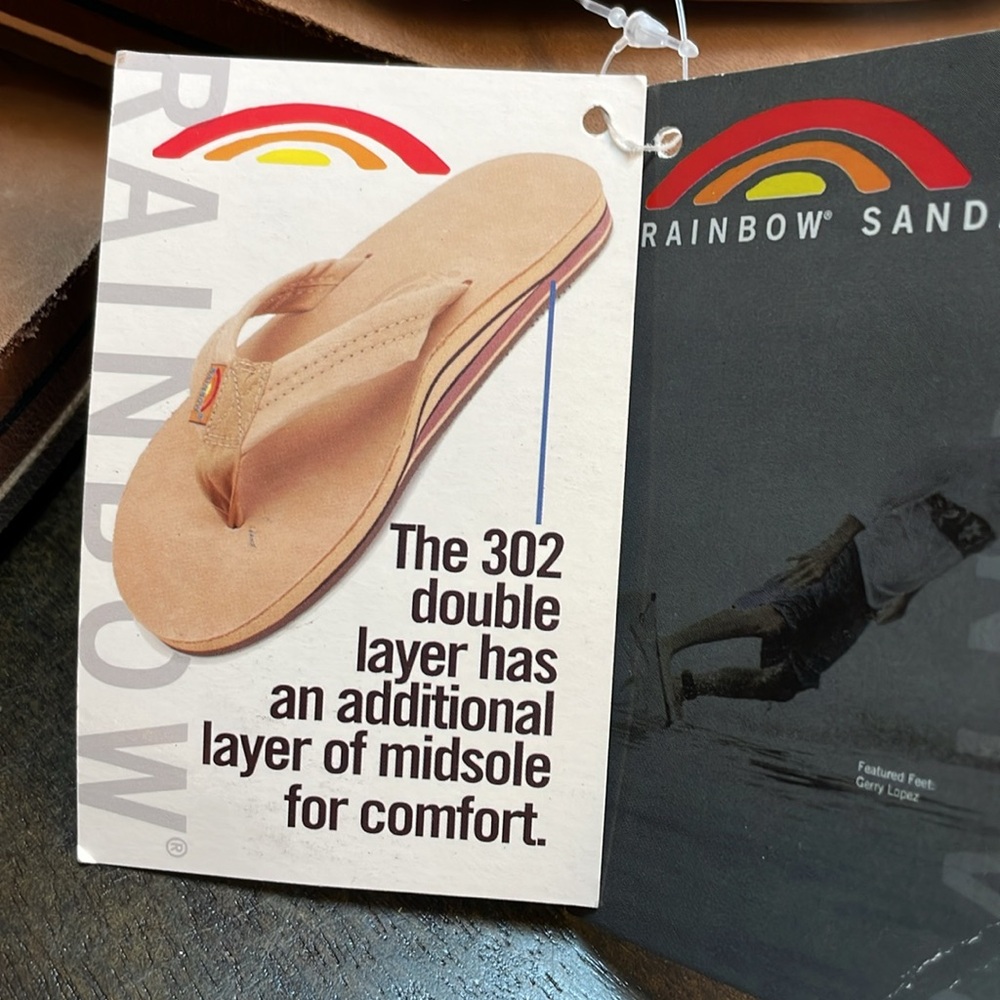 RAINBOW®
Rainbow
The 302
double
layer has
an additional
layer of midsole
for comfort.
RAINBOW® SAND
Featured Feet:
Gerry Lopez